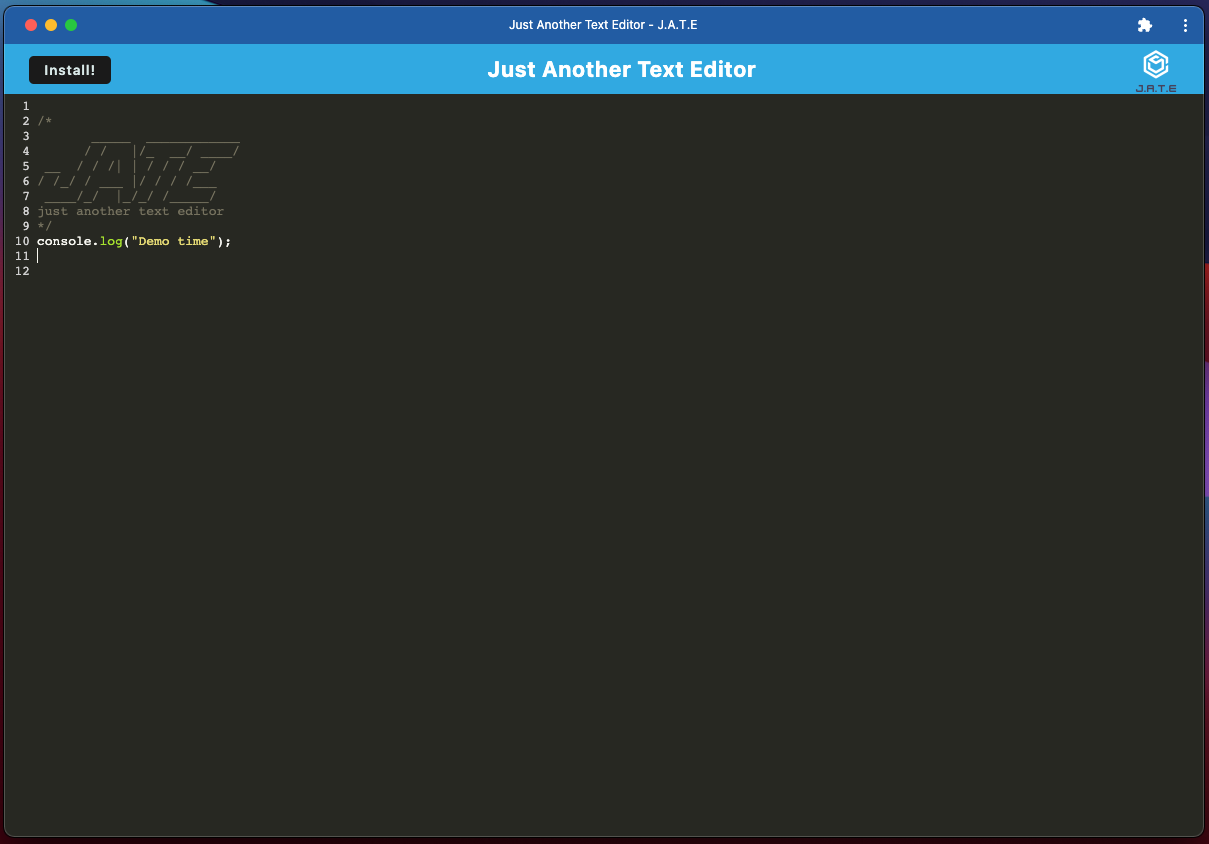 Just Another Text Editor - J.A.T.E
Install!
Just Another Text Editor
J.A.T.E
1
2 /*
3        _____  ____________
4       / /   |/_  __/ ____/
5  __  / / /| | / / / __/
6 / /_/ / ___ |/ / / /___
7  ____/_/  |_/_/ /_____/
8 just another text editor
9 */
10 console.log("Demo time");
11
12